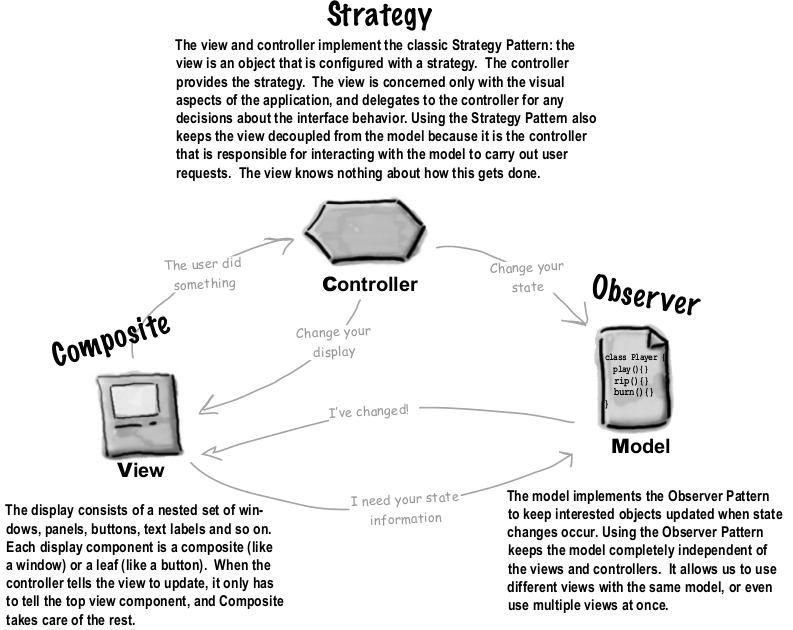 Strategy
The view and controller implement the classic Strategy Pattern: the
view is an object that is configured with a strategy. The controller
provides the strategy. The view is concerned only with the visual
aspects of the application, and delegates to the controller for any
decisions about the interface behavior. Using the Strategy Pattern also
keeps the view decoupled from the model because it is the controller
that is responsible for interacting with the model to carry out user
requests. The view knows nothing about how this gets done.
The user did
something
Controller
Change your
state
Observer
Composite
Change your
display
class Player {
play(){}
rip(){}
burn(){}
}
I've changed!
Model
View
I need your state
information
The display consists of a nested set of win-
dows, panels, buttons, text labels and so on.
Each display component is a composite (like
a window) or a leaf (like a button). When the
controller tells the view to update, it only has
to tell the top view component, and Composite
takes care of the rest.
The model implements the Observer Pattern
to keep interested objects updated when state
changes occur. Using the Observer Pattern
keeps the model completely independent of
the views and controllers. It allows us to use
different views with the same model, or even
use multiple views at once.